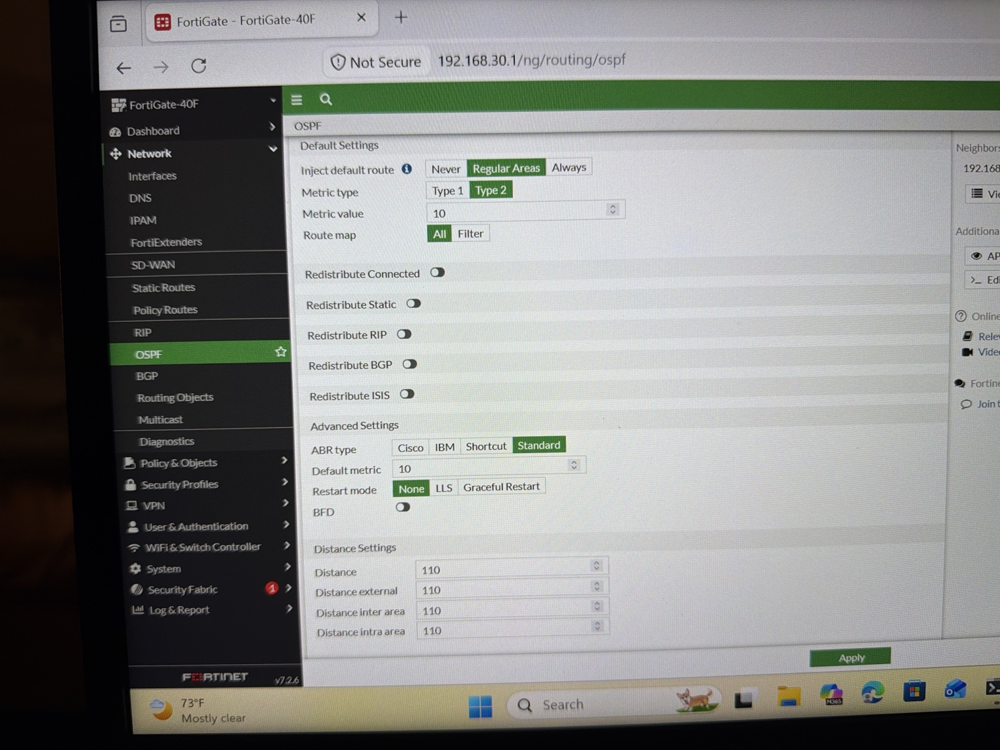 FortiGate - FortiGate-40F
Not Secure 192.168.30.1/ng/routing/ospf
FortiGate-40F
Dashboard
Network
Interfaces
DNS
IPAM
FortiExtenders
SD-WAN
Static Routes
Policy Routes
RIP
OSPF
BGP
Routing Objects
Multicast
Diagnostics
Policy & Objects
Security Profiles
VPN
User & Authentication
WiFi & Switch Controller
System
Security Fabric 1
Log & Report
FORTINET v7.2.6
OSPF
Default Settings
Inject default route Never Regular Areas Always
Metric type Type 1 Type 2
Metric value 10
Route map All Filter
Redistribute Connected
Redistribute Static
Redistribute RIP
Redistribute BGP
Redistribute ISIS
Advanced Settings
ABR type Cisco IBM Shortcut Standard
Default metric 10
Restart mode None LLS Graceful Restart
BFD
Distance Settings
Distance 110
Distance external 110
Distance inter area 110
Distance intra area 110
Apply
Neighbors
192.168
Vie
Additiona
AP
>_ Edi
Online
Rele
Vide
Fortine
Join t
73°F
Mostly clear
Search
M365